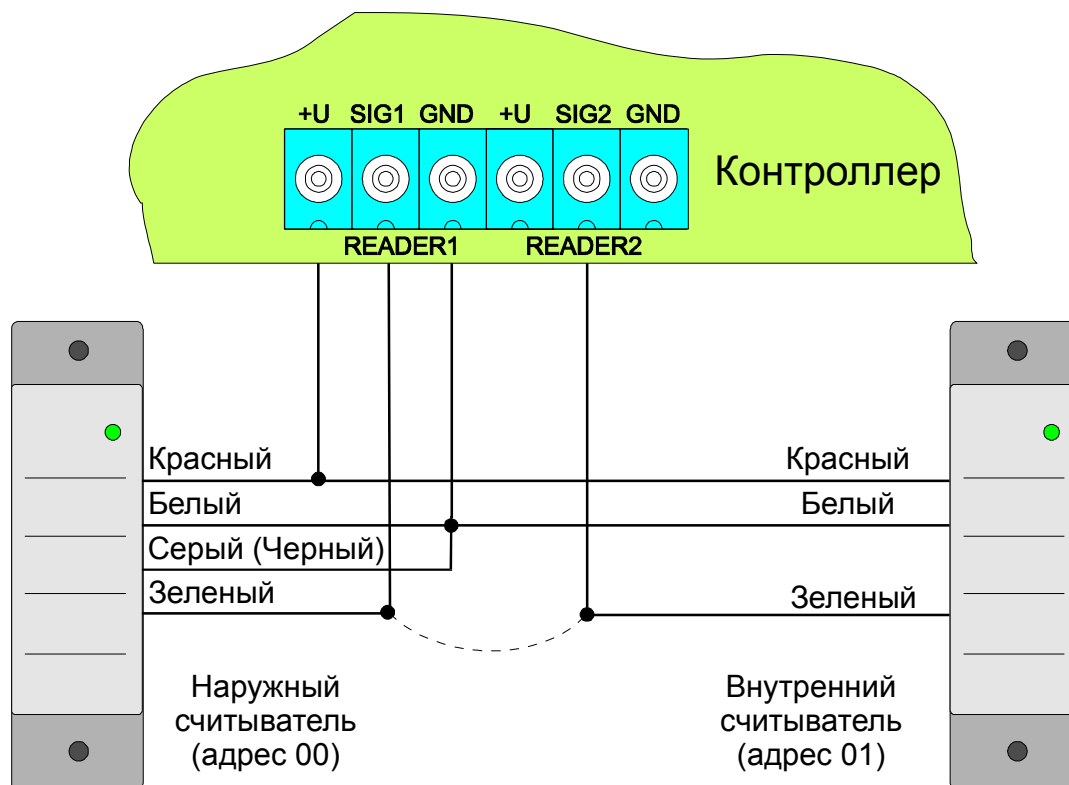 +U SIG1 GND +U SIG2 GND
Контроллер
READER1 READER2
Красный Красный
Белый Белый
Серый (Черный)
Зеленый Зеленый
Наружный
считыватель
(адрес 00)
Внутренний
считыватель
(адрес 01)